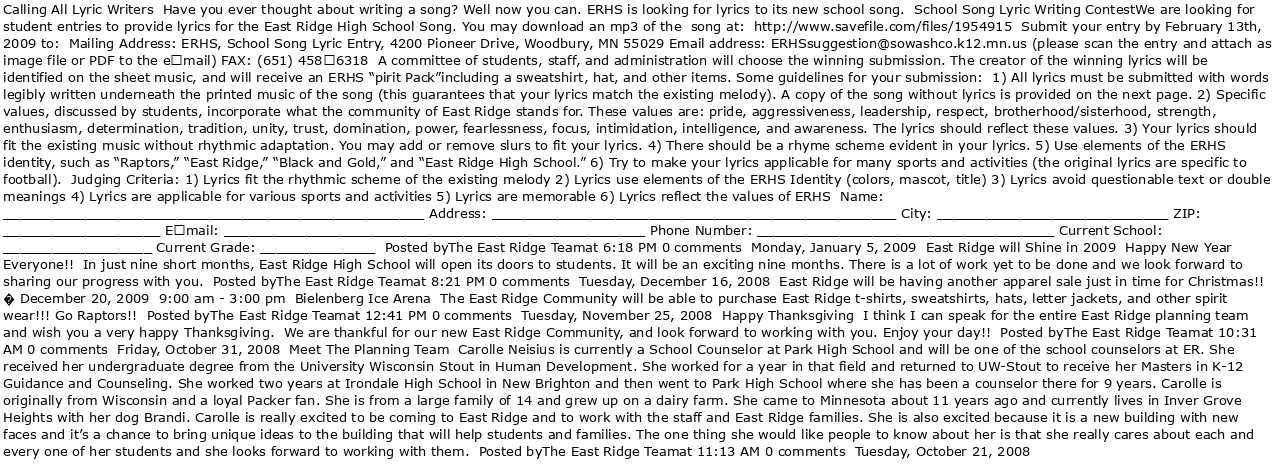 Calling All Lyric Writers  Have you ever thought about writing a song? Well now you can. ERHS is looking for lyrics to its new school song.  School Song Lyric Writing ContestWe are looking for
student entries to provide lyrics for the East Ridge High School Song. You may download an mp3 of the  song at:  http://www.savefile.com/files/1954915  Submit your entry by February 13th,
2009 to:  Mailing Address: ERHS, School Song Lyric Entry, 4200 Pioneer Drive, Woodbury, MN 55029 Email address: ERHSsuggestion@sowashco.k12.mn.us (please scan the entry and attach as
image file or PDF to the e□mail) FAX: (651) 458□6318  A committee of students, staff, and administration will choose the winning submission. The creator of the winning lyrics will be
identified on the sheet music, and will receive an ERHS “pirit Pack”including a sweatshirt, hat, and other items. Some guidelines for your submission:  1) All lyrics must be submitted with words
legibly written underneath the printed music of the song (this guarantees that your lyrics match the existing melody). A copy of the song without lyrics is provided on the next page. 2) Specific
values, discussed by students, incorporate what the community of East Ridge stands for. These values are: pride, aggressiveness, leadership, respect, brotherhood/sisterhood, strength,
enthusiasm, determination, tradition, unity, trust, domination, power, fearlessness, focus, intimidation, intelligence, and awareness. The lyrics should reflect these values. 3) Your lyrics should
fit the existing music without rhythmic adaptation. You may add or remove slurs to fit your lyrics. 4) There should be a rhyme scheme evident in your lyrics. 5) Use elements of the ERHS
identity, such as “Raptors,” “East Ridge,” “Black and Gold,” and “East Ridge High School.” 6) Try to make your lyrics applicable for many sports and activities (the original lyrics are specific to
football).  Judging Criteria: 1) Lyrics fit the rhythmic scheme of the existing melody 2) Lyrics use elements of the ERHS Identity (colors, mascot, title) 3) Lyrics avoid questionable text or double
meanings 4) Lyrics are applicable for various sports and activities 5) Lyrics are memorable 6) Lyrics reflect the values of ERHS  Name:
___________________________________________________ Address: _________________________________________________ City: ____________________________ ZIP:
___________________ E□mail: ___________________________________________________ Phone Number: ____________________________________ Current School:
__________________ Current Grade: ______________  Posted byThe East Ridge Teamat 6:18 PM 0 comments  Monday, January 5, 2009  East Ridge will Shine in 2009  Happy New Year
Everyone!!  In just nine short months, East Ridge High School will open its doors to students. It will be an exciting nine months. There is a lot of work yet to be done and we look forward to
sharing our progress with you.  Posted byThe East Ridge Teamat 8:21 PM 0 comments  Tuesday, December 16, 2008  East Ridge will be having another apparel sale just in time for Christmas!!
� December 20, 2009  9:00 am - 3:00 pm  Bielenberg Ice Arena  The East Ridge Community will be able to purchase East Ridge t-shirts, sweatshirts, hats, letter jackets, and other spirit
wear!!! Go Raptors!!  Posted byThe East Ridge Teamat 12:41 PM 0 comments  Tuesday, November 25, 2008  Happy Thanksgiving  I think I can speak for the entire East Ridge planning team
and wish you a very happy Thanksgiving.  We are thankful for our new East Ridge Community, and look forward to working with you. Enjoy your day!!  Posted byThe East Ridge Teamat 10:31
AM 0 comments  Friday, October 31, 2008  Meet The Planning Team  Carolle Neisius is currently a School Counselor at Park High School and will be one of the school counselors at ER. She
received her undergraduate degree from the University Wisconsin Stout in Human Development. She worked for a year in that field and returned to UW-Stout to receive her Masters in K-12
Guidance and Counseling. She worked two years at Irondale High School in New Brighton and then went to Park High School where she has been a counselor there for 9 years. Carolle is
originally from Wisconsin and a loyal Packer fan. She is from a large family of 14 and grew up on a dairy farm. She came to Minnesota about 11 years ago and currently lives in Inver Grove
Heights with her dog Brandi. Carolle is really excited to be coming to East Ridge and to work with the staff and East Ridge families. She is also excited because it is a new building with new
faces and it’s a chance to bring unique ideas to the building that will help students and families. The one thing she would like people to know about her is that she really cares about each and
every one of her students and she looks forward to working with them.  Posted byThe East Ridge Teamat 11:13 AM 0 comments  Tuesday, October 21, 2008